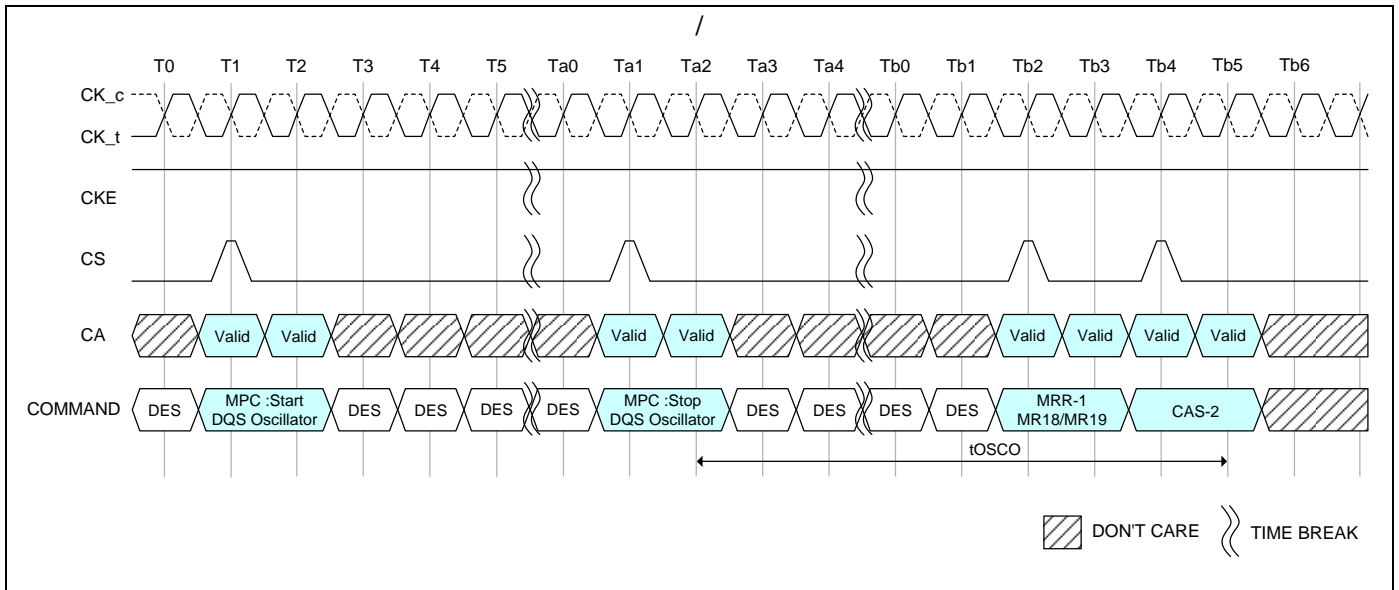 /
T0 T1 T2 T3 T4 T5 Ta0 Ta1 Ta2 Ta3 Ta4 Tb0 Tb1 Tb2 Tb3 Tb4 Tb5 Tb6
CK_c
CK_t
CKE
CS
CA Valid Valid Valid Valid Valid Valid Valid Valid
COMMAND DES MPC :Start DES DES DES DES MPC :Stop DES DES DES DES MRR-1 CAS-2
DQS Oscillator DQS Oscillator MR18/MR19
tOSCO
DON'T CARE TIME BREAK